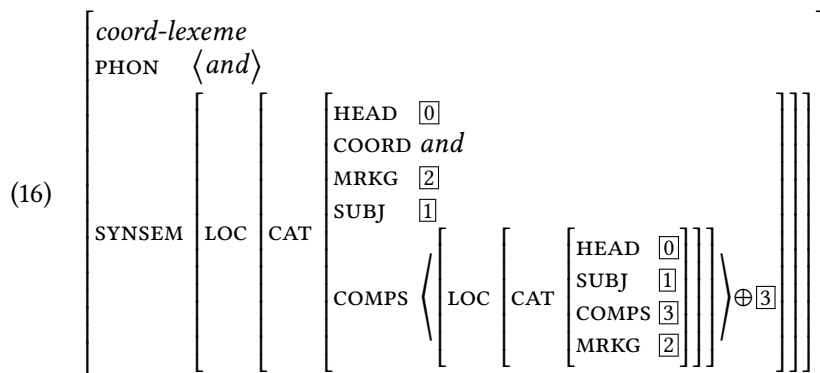 coord-lexeme
PHON ⟨and⟩
HEAD 0
COORD and
MRKG 2
(16)
SUBJ 1
SYNSEM LOC CAT
HEAD 0
SUBJ 1
COMPS ⟨ LOC CAT COMPS 3 ⟩ ⊕ 3
MRKG 2